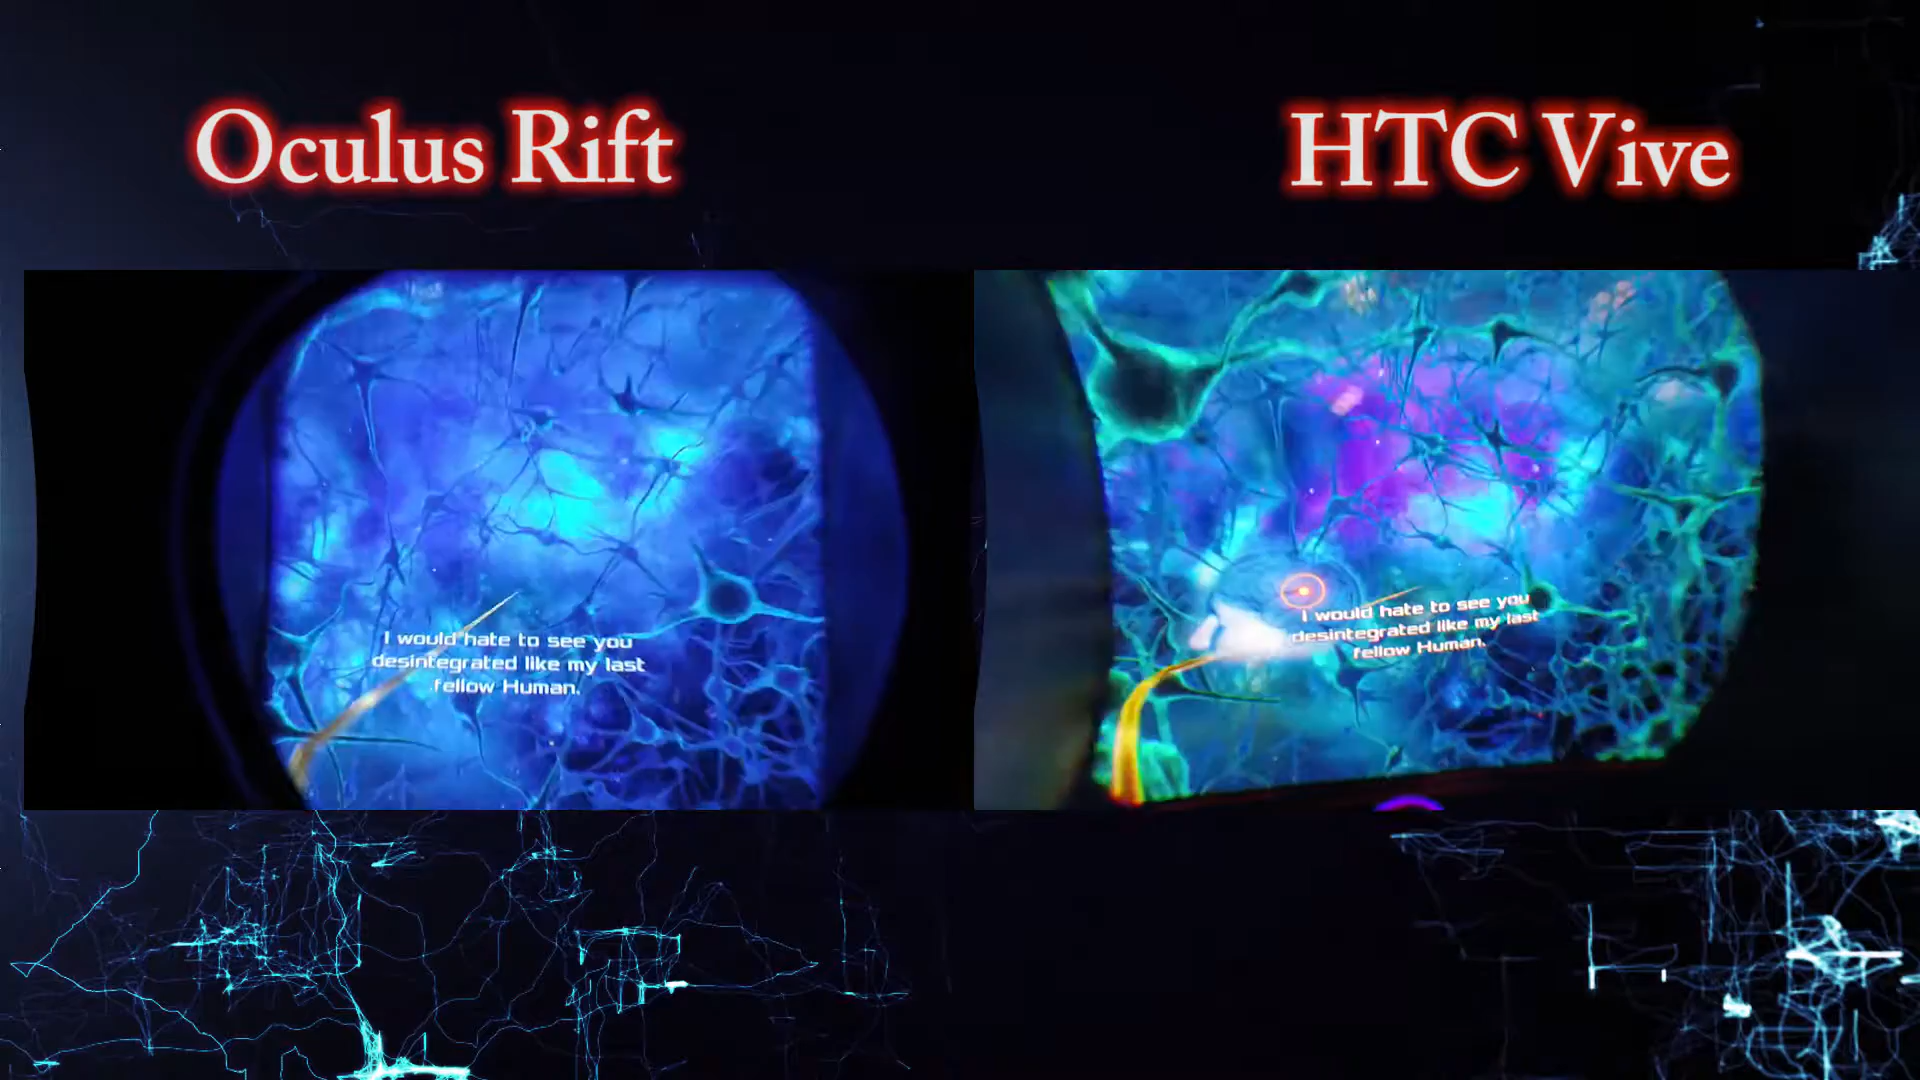 Oculus Rift
HTC Vive
I would hate to see you
desintegrated like my last
fellow Human.
I would hate to see you
desintegrated like my last
fellow Human.